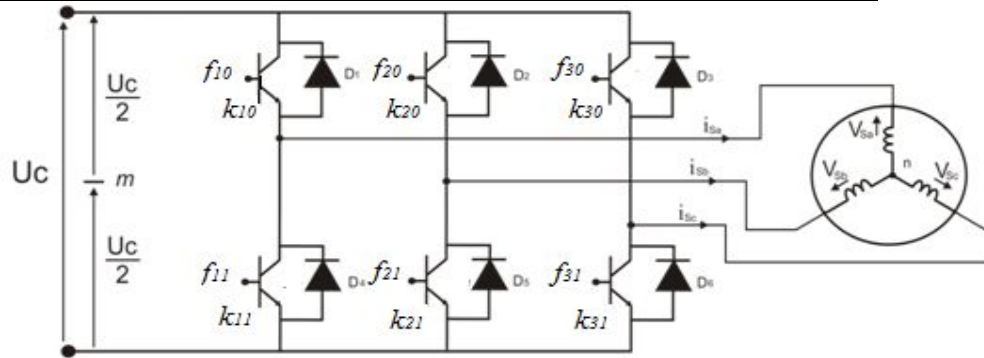 f10
D1
f20
D2
f30
D3
Uc
2
k10
k20
k30
iSa
VSa
n
VSb
VSc
Uc
m
iSb
iSc
Uc
2
f11
D4
f21
D5
f31
D6
k11
k21
k31